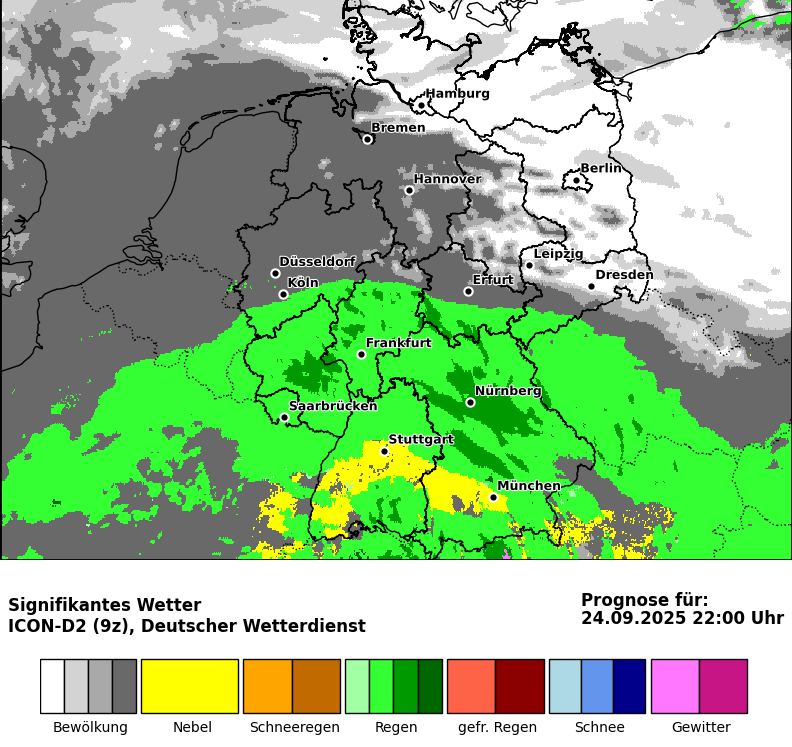 Hamburg
Bremen
Berlin
Hannover
Leipzig
Düsseldorf
Dresden
Köln
Erfurt
Frankfurt
Nürnberg
Saarbrücken
Stuttgart
München
Signifikantes Wetter
ICON-D2 (9z), Deutscher Wetterdienst
Prognose für:
24.09.2025 22:00 Uhr
Bewölkung
Nebel
Schneeregen
Regen
gefr. Regen
Schnee
Gewitter